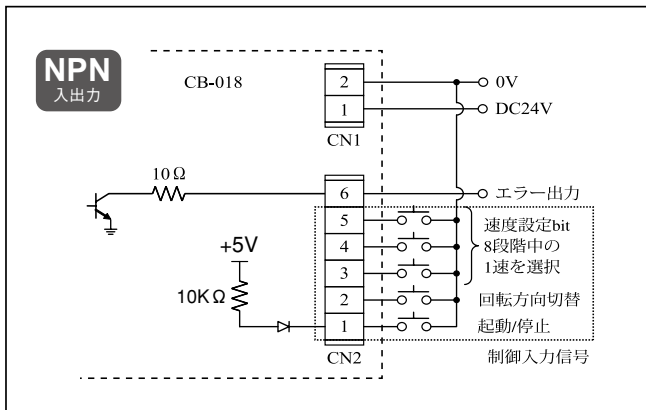 NPN
入出力
CB-018
2
1
CN1
0V
DC24V
10Ω
6
5
4
3
2
1
CN2
エラー出力
速度設定bit
8段階中の
1速を選択
回転方向切替
起動/停止
制御入力信号
+5V
10KΩ